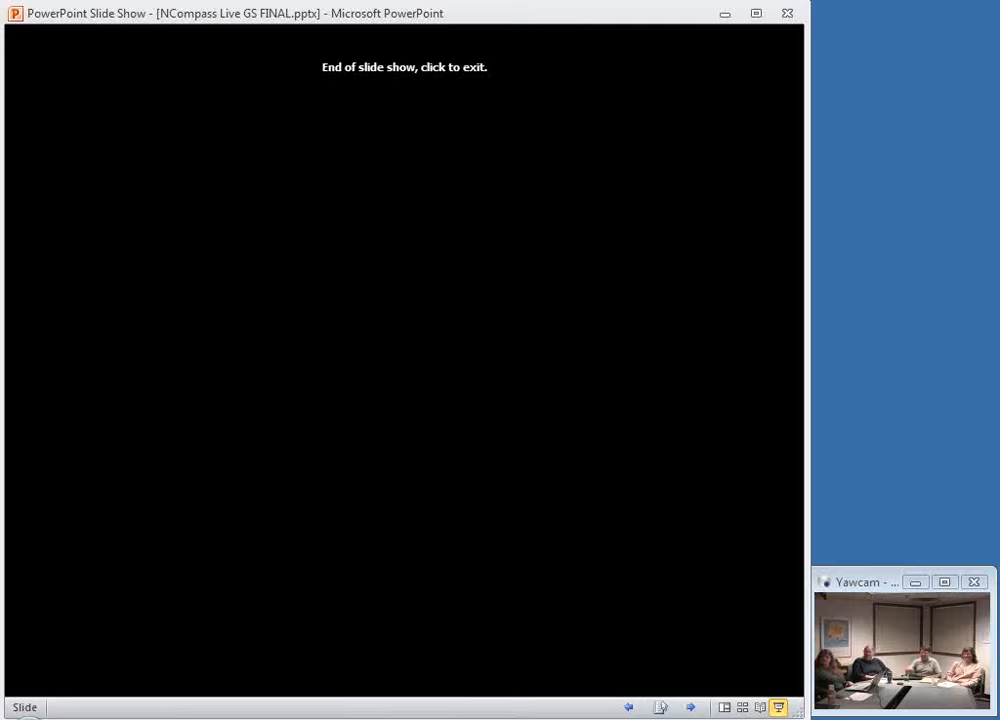 PowerPoint Slide Show - [NCompass Live GS FINAL.pptx] - Microsoft PowerPoint
End of slide show, click to exit.
Yawcam - ...
Slide